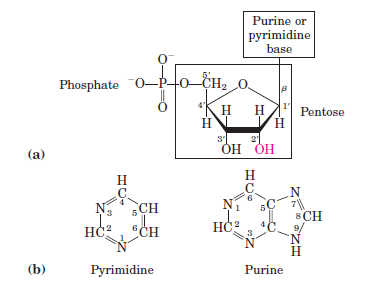 Purine or
pyrimidine
base
O⁻
Phosphate ⁻O—P—O—CH₂ O
5′
β
O
4′ 1′
H H
H H
Pentose
3′ 2′
OH OH
(a)
H
C
4
N 3 5 CH
HC 2 6 CH
1
N
H
C
6
N 1 5 C N
7
8 CH
HC 2 4 C 9
3
N N
H
(b) Pyrimidine Purine